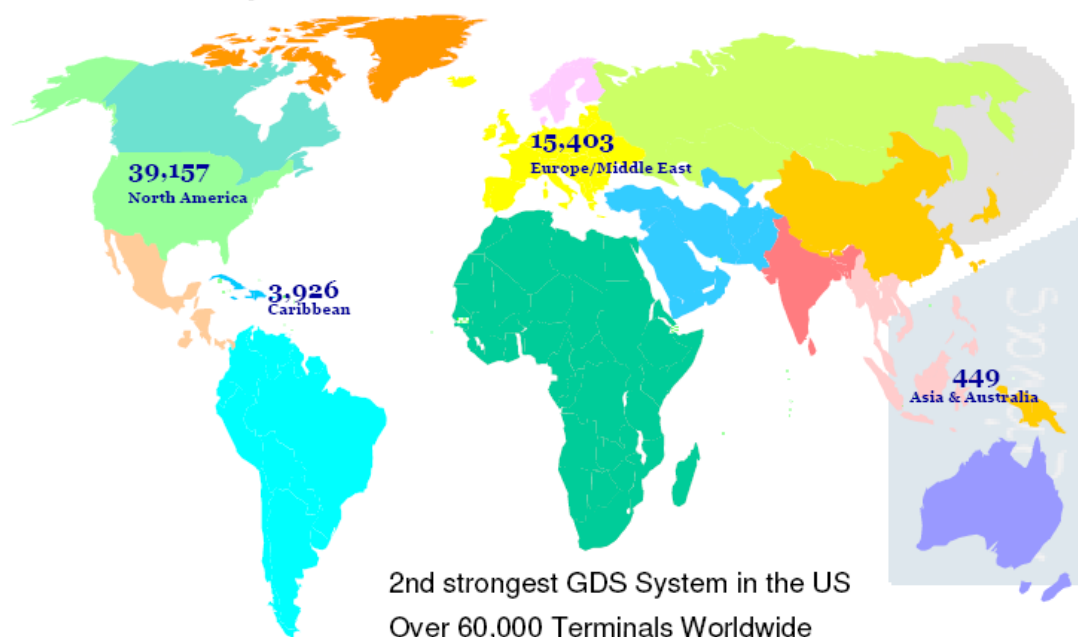 39,157
North America
15,403
Europe/Middle East
3,926
Caribbean
449
Asia & Australia
2nd strongest GDS System in the US
Over 60,000 Terminals Worldwide